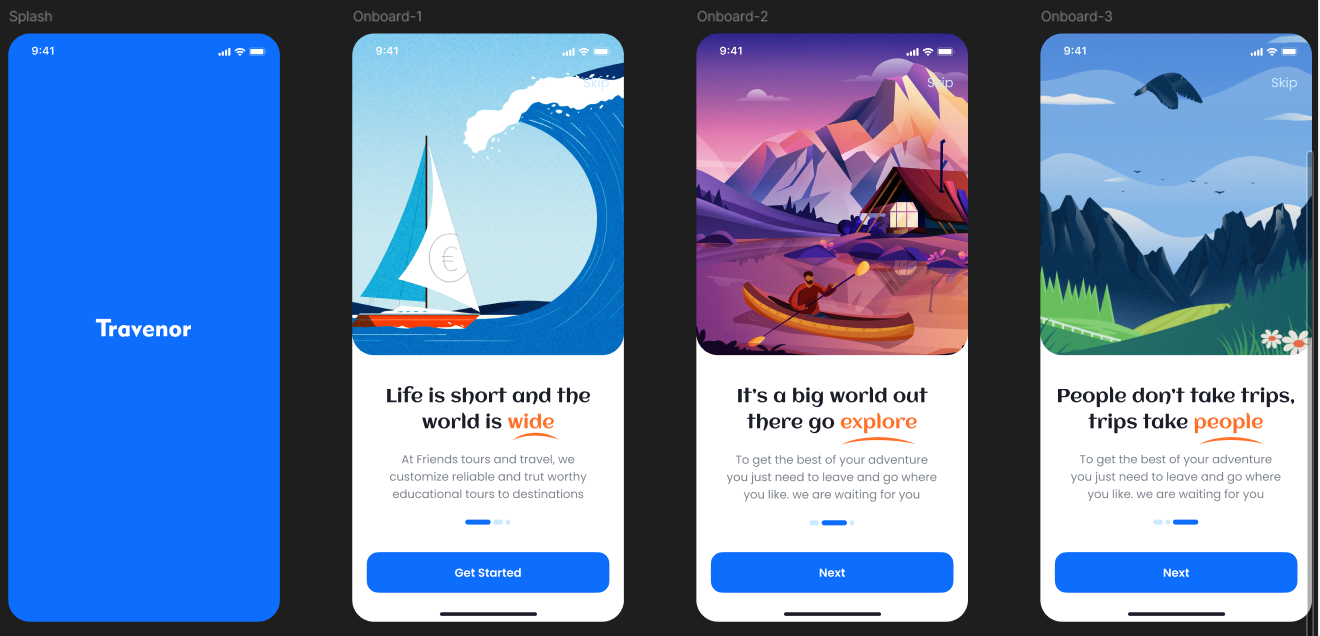 Splash
9:41
Travenor
Onboard-1
9:41
Skip
€
Life is short and the
world is wide
At Friends tours and travel, we
customize reliable and trut worthy
educational tours to destinations
Get Started
Onboard-2
9:41
Skip
It's a big world out
there go explore
To get the best of your adventure
you just need to leave and go where
you like. we are waiting for you
Next
Onboard-3
9:41
Skip
People don't take trips,
trips take people
To get the best of your adventure
you just need to leave and go where
you like. we are waiting for you
Next